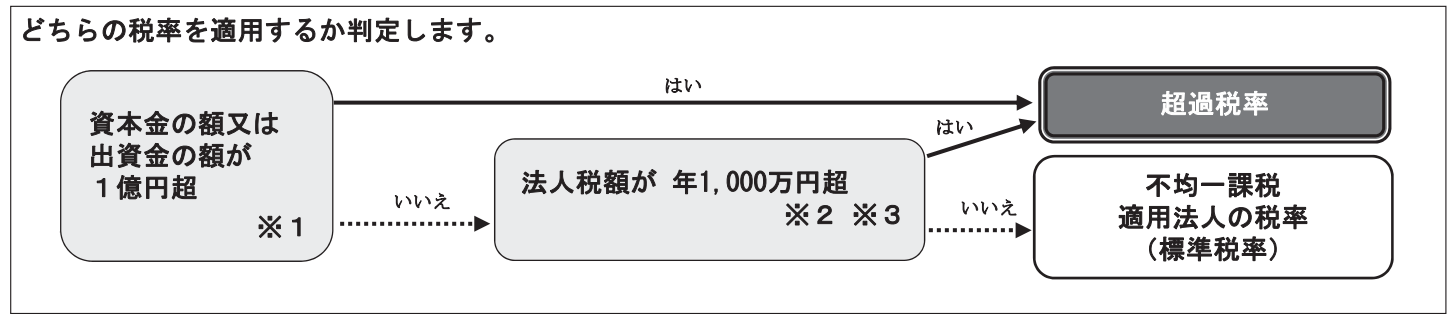 どちらの税率を適用するか判定します。
資本金の額又は
出資金の額が
１億円超
※１
はい
いいえ
法人税額が 年1,000万円超
※２ ※３
はい
いいえ
超過税率
不均一課税
適用法人の税率
（標準税率）